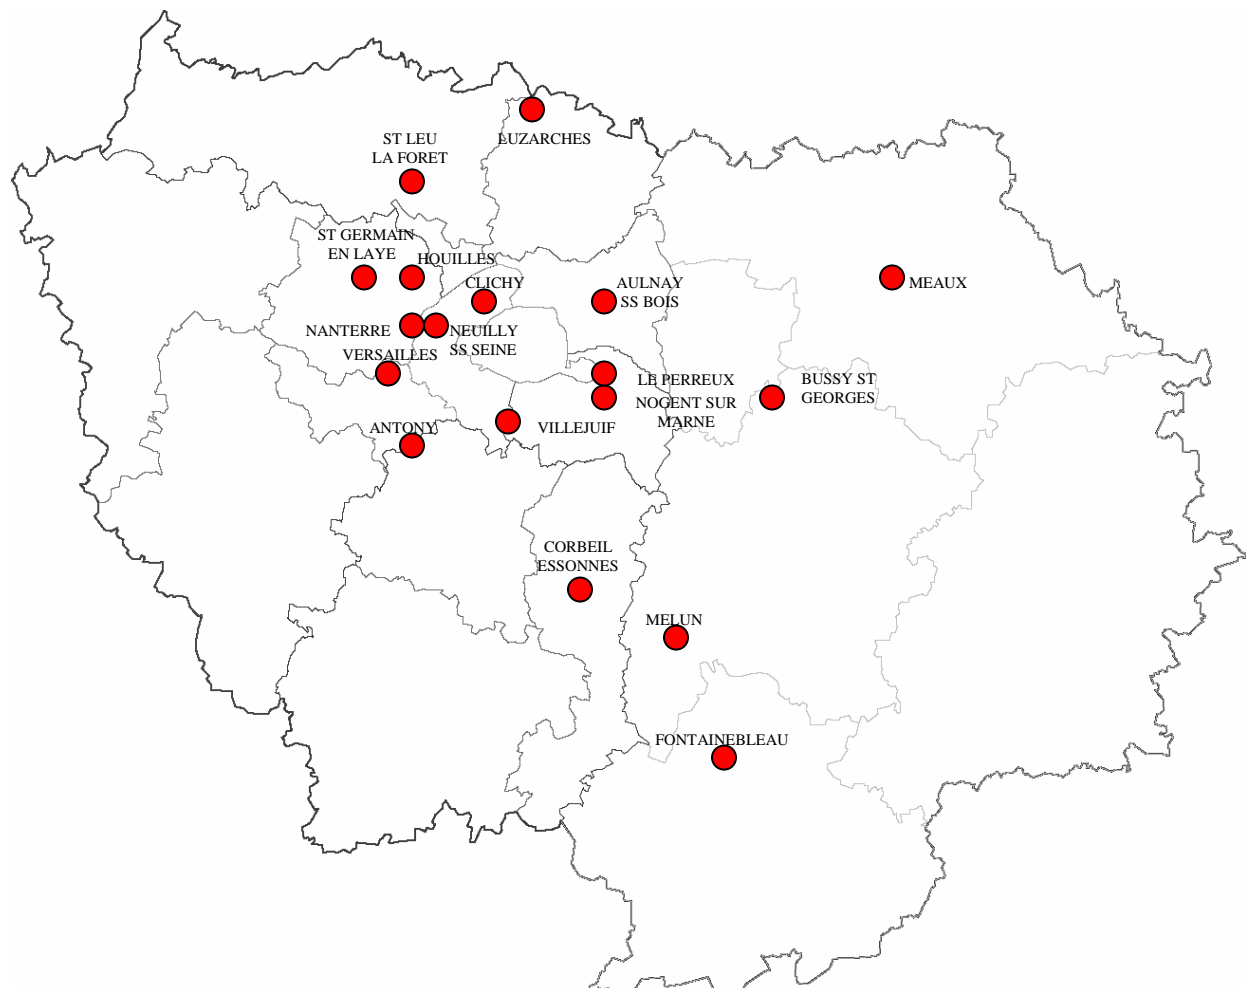 LUZARCHES
ST LEU
LA FORET
ST GERMAIN
EN LAYE
HOUILLES
CLICHY
AULNAY
SS BOIS
MEAUX
NANTERRE
NEUILLY
SS SEINE
VERSAILLES
LE PERREUX
NOGENT SUR
MARNE
BUSSY ST
GEORGES
ANTONY
VILLEJUIF
CORBEIL
ESSONNES
MELUN
FONTAINEBLEAU